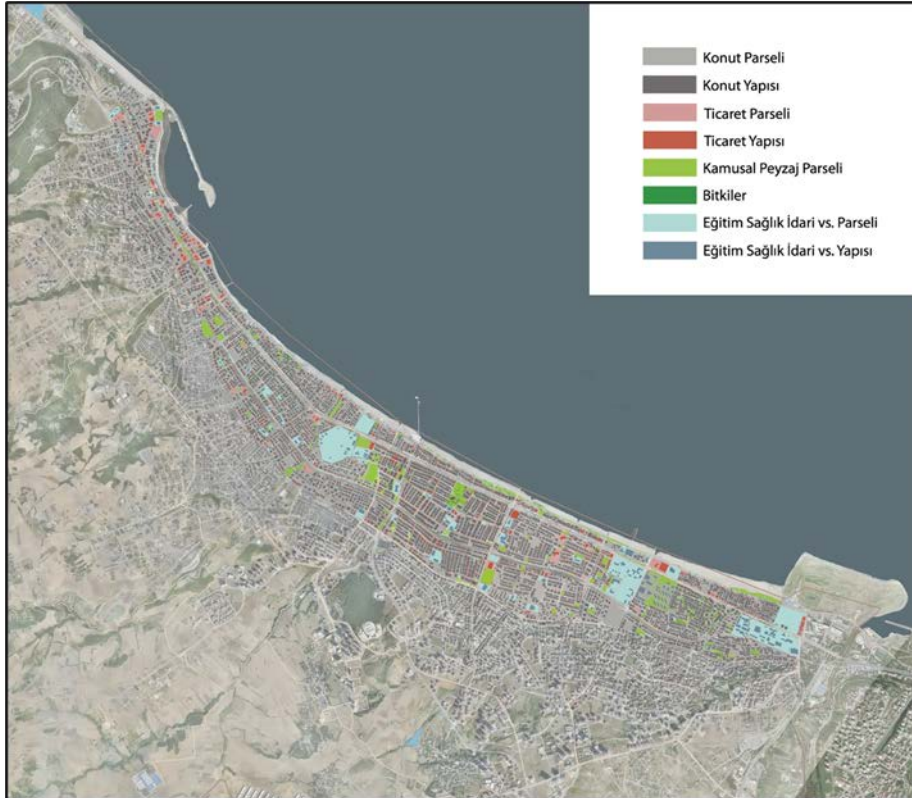 Konut Parseli
Konut Yapısı
Ticaret Parseli
Ticaret Yapısı
Kamusal Peyzaj Parseli
Bitkiler
Eğitim Sağlık İdari vs. Parseli
Eğitim Sağlık İdari vs. Yapısı